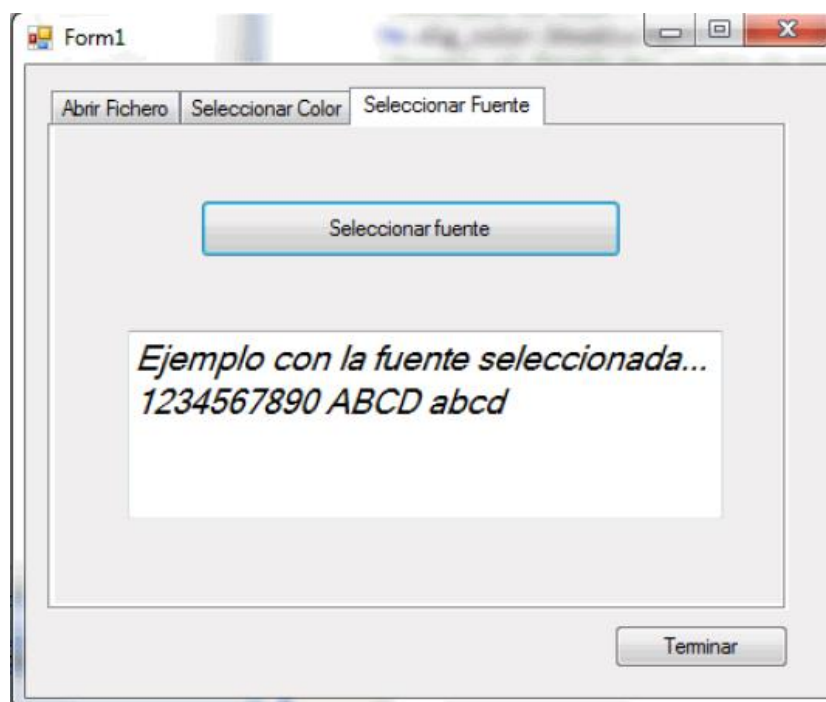 Form1
Abrir Fichero Seleccionar Color Seleccionar Fuente
Seleccionar fuente
Ejemplo con la fuente seleccionada...
1234567890 ABCD abcd
Terminar